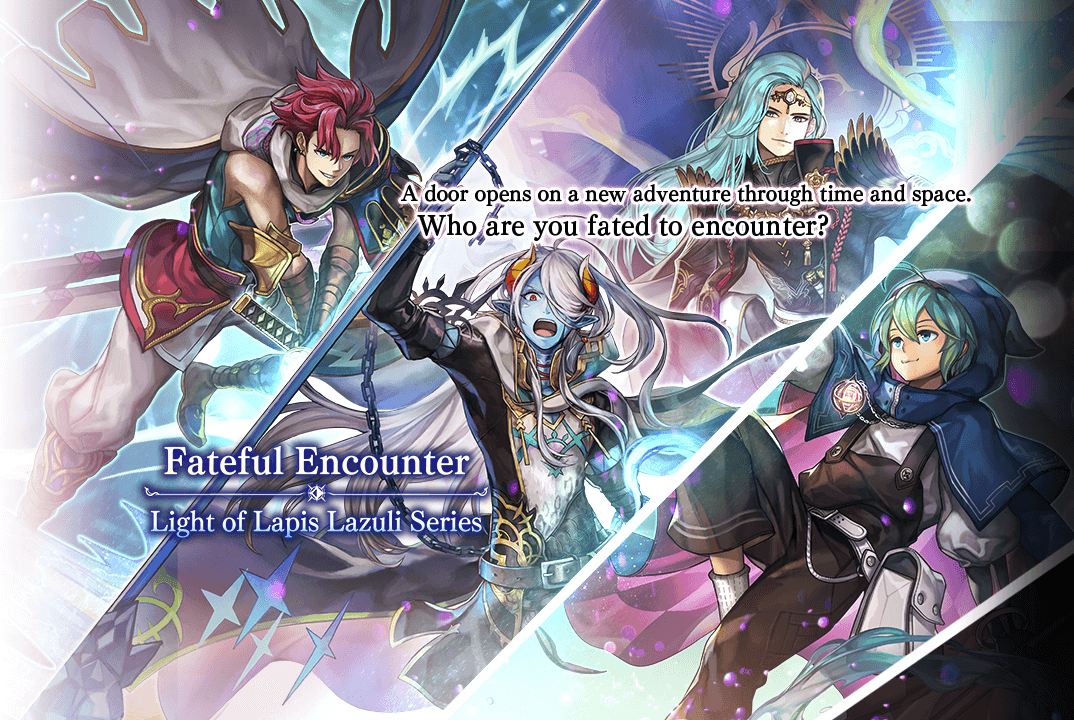 A door opens on a new adventure through time and space.
Who are you fated to encounter?
Fateful Encounter
Light of Lapis Lazuli Series